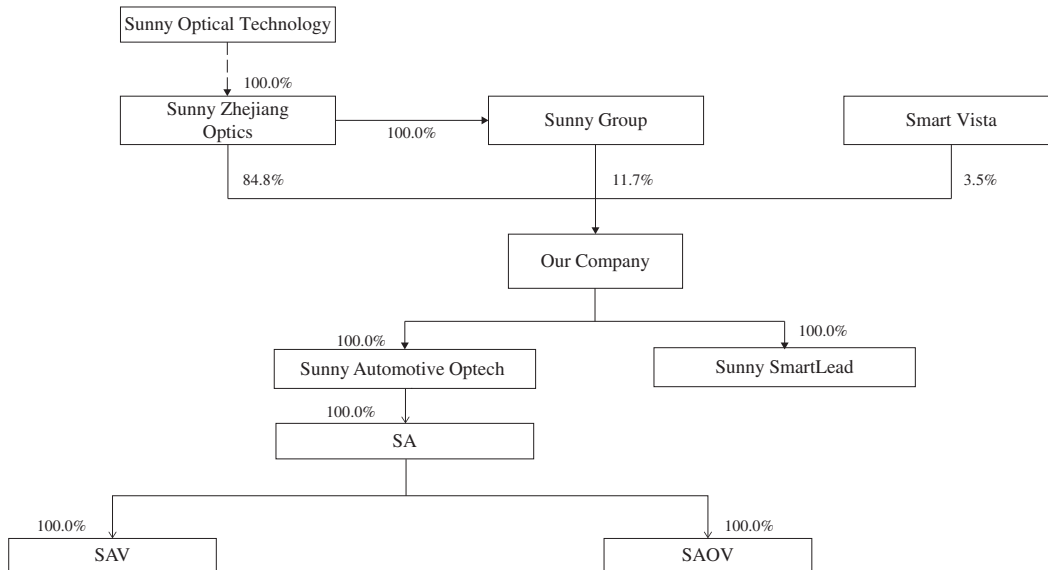 Sunny Optical Technology
100.0%
Sunny Zhejiang
Optics
100.0%
Sunny Group
Smart Vista
84.8%
11.7%
3.5%
Our Company
100.0%
100.0%
Sunny Automotive Optech
Sunny SmartLead
100.0%
SA
100.0%
100.0%
SAV
SAOV